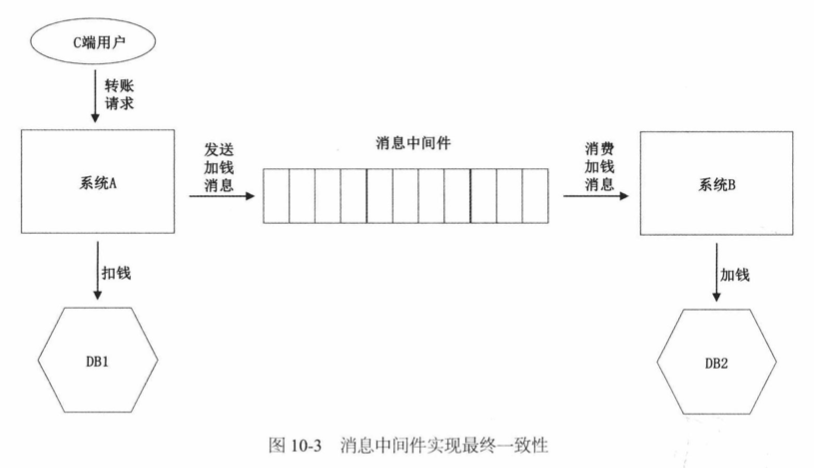 C端用户
转账
请求
系统A
发送
加钱
消息
消息中间件
消费
加钱
消息
系统B
扣钱
加钱
DB1
DB2
图 10-3 消息中间件实现最终一致性